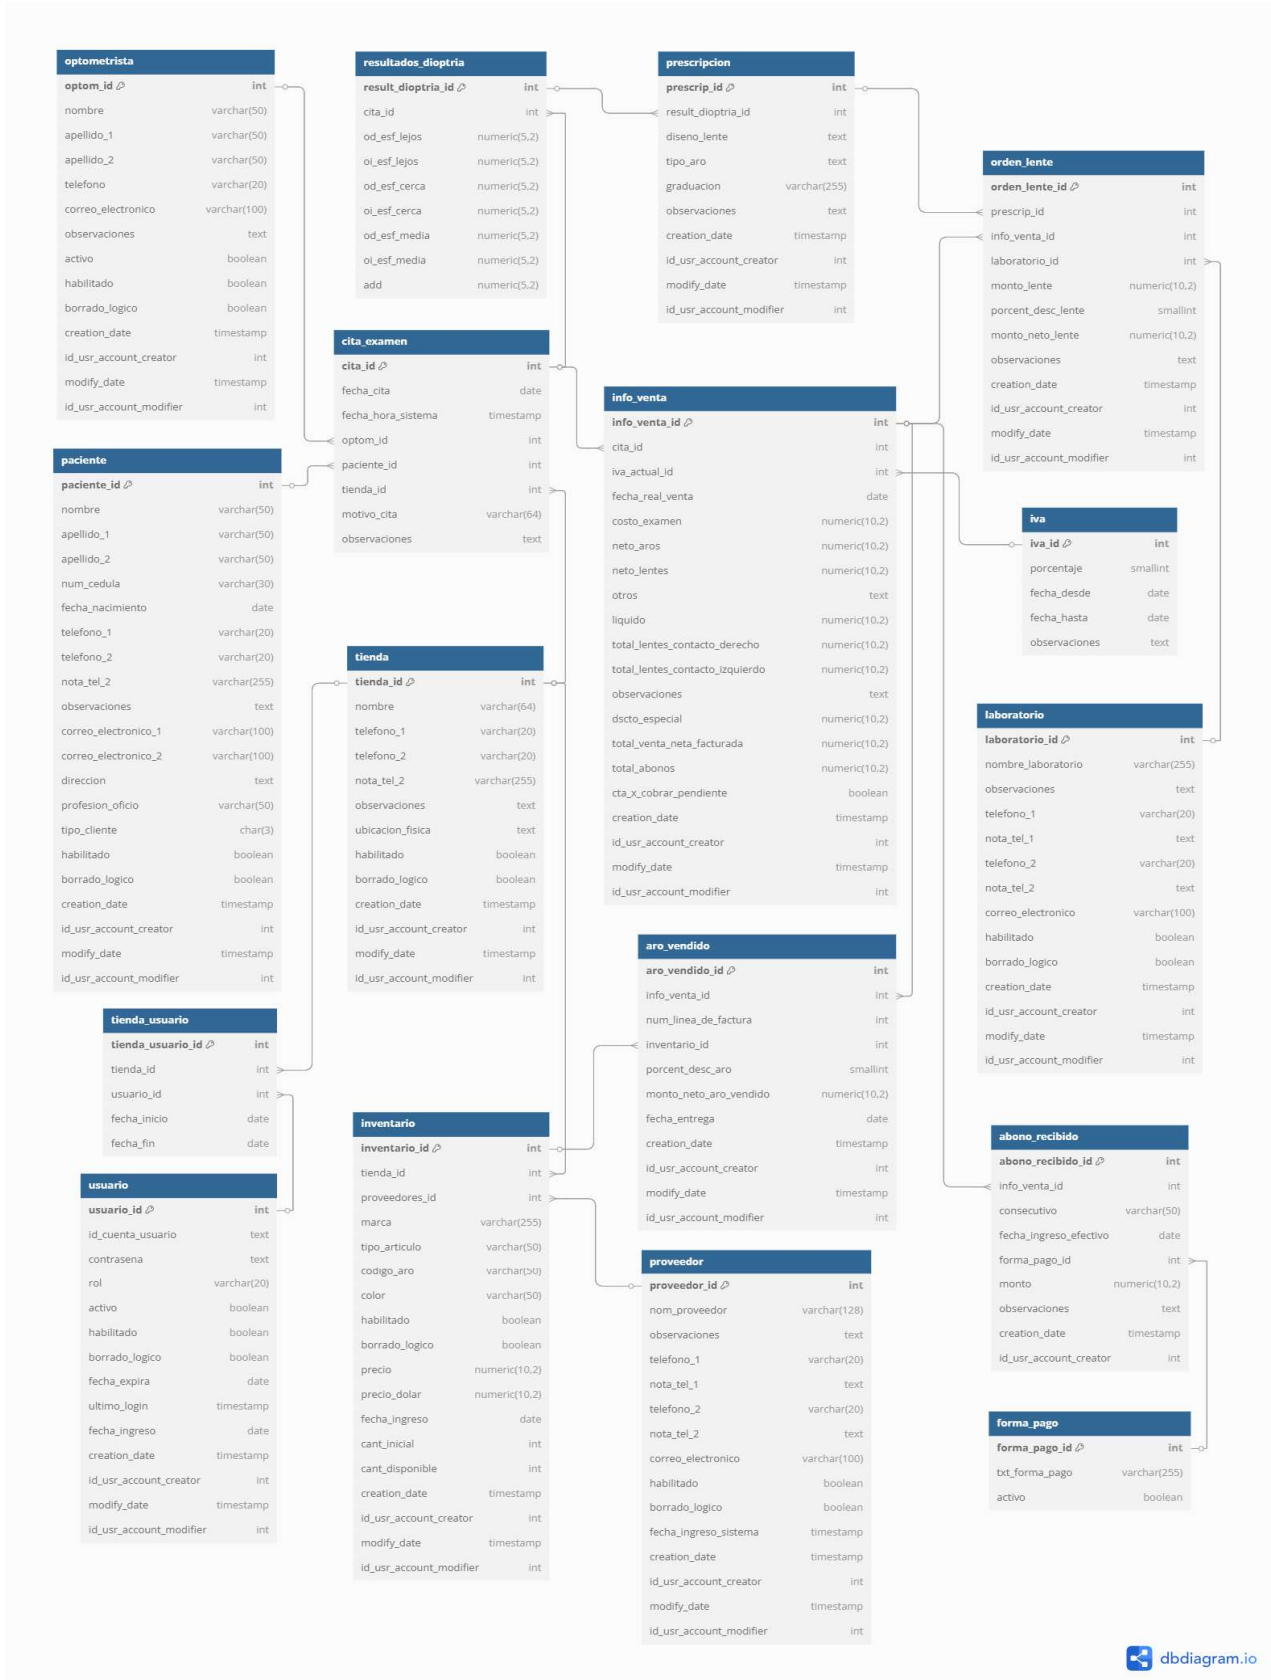 optometrista
optom_id int
nombre varchar(50)
apellido_1 varchar(50)
apellido_2 varchar(50)
telefono varchar(20)
correo_electronico varchar(100)
observaciones text
activo boolean
habilitado boolean
borrado_logico boolean
creation_date timestamp
id_usr_account_creator int
modify_date timestamp
id_usr_account_modifier int
resultados_dioptria
result_dioptria_id int
cita_id int
od_esf_lejos numeric(5,2)
oi_esf_lejos numeric(5,2)
od_esf_cerca numeric(5,2)
oi_esf_cerca numeric(5,2)
od_esf_media numeric(5,2)
oi_esf_media numeric(5,2)
add numeric(5,2)
prescripcion
prescrip_id int
result_dioptria_id int
diseno_lente text
tipo_aro text
graduacion varchar(255)
observaciones text
creation_date timestamp
id_usr_account_creator int
modify_date timestamp
id_usr_account_modifier int
orden_lente
orden_lente_id int
prescrip_id int
info_venta_id int
laboratorio_id int
monto_lente numeric(10,2)
porcent_desc_lente smallint
monto_neto_lente numeric(10,2)
observaciones text
creation_date timestamp
id_usr_account_creator int
modify_date timestamp
id_usr_account_modifier int
cita_examen
cita_id int
fecha_cita date
fecha_hora_sistema timestamp
optom_id int
paciente_id int
tienda_id int
motivo_cita varchar(64)
observaciones text
info_venta
info_venta_id int
cita_id int
iva_actual_id int
fecha_real_venta date
costo_examen numeric(10,2)
neto_aros numeric(10,2)
neto_lentes numeric(10,2)
otros text
liquido numeric(10,2)
total_lentes_contacto_derecho numeric(10,2)
total_lentes_contacto_izquierdo numeric(10,2)
observaciones text
dscto_especial numeric(10,2)
total_venta_neta_facturada numeric(10,2)
total_abonos numeric(10,2)
cta_x_cobrar_pendiente boolean
creation_date timestamp
id_usr_account_creator int
modify_date timestamp
id_usr_account_modifier int
paciente
paciente_id int
nombre varchar(50)
apellido_1 varchar(50)
apellido_2 varchar(50)
num_cedula varchar(30)
fecha_nacimiento date
telefono_1 varchar(20)
telefono_2 varchar(20)
nota_tel_2 varchar(255)
observaciones text
correo_electronico_1 varchar(100)
correo_electronico_2 varchar(100)
direccion text
profesion_oficio varchar(50)
tipo_cliente char(3)
habilitado boolean
borrado_logico boolean
creation_date timestamp
id_usr_account_creator int
modify_date timestamp
id_usr_account_modifier int
iva
iva_id int
porcentaje smallint
fecha_desde date
fecha_hasta date
observaciones text
tienda
tienda_id int
nombre varchar(64)
telefono_1 varchar(20)
telefono_2 varchar(20)
nota_tel_2 varchar(255)
observaciones text
ubicacion_fisica text
habilitado boolean
borrado_logico boolean
creation_date timestamp
id_usr_account_creator int
modify_date timestamp
id_usr_account_modifier int
laboratorio
laboratorio_id int
nombre_laboratorio varchar(255)
observaciones text
telefono_1 varchar(20)
nota_tel_1 text
telefono_2 varchar(20)
nota_tel_2 text
correo_electronico varchar(100)
habilitado boolean
borrado_logico boolean
creation_date timestamp
id_usr_account_creator int
modify_date timestamp
id_usr_account_modifier int
aro_vendido
aro_vendido_id int
info_venta_id int
num_linea_de_factura int
inventario_id int
porcent_desc_aro smallint
monto_neto_aro_vendido numeric(10,2)
fecha_entrega date
creation_date timestamp
id_usr_account_creator int
modify_date timestamp
id_usr_account_modifier int
tienda_usuario
tienda_usuario_id int
tienda_id int
usuario_id int
fecha_inicio date
fecha_fin date
inventario
inventario_id int
tienda_id int
proveedores_id int
marca varchar(255)
tipo_articulo varchar(50)
codigo_aro varchar(50)
color varchar(50)
habilitado boolean
borrado_logico boolean
precio numeric(10,2)
precio_dolar numeric(10,2)
fecha_ingreso date
cant_inicial int
cant_disponible int
creation_date timestamp
id_usr_account_creator int
modify_date timestamp
id_usr_account_modifier int
abono_recibido
abono_recibido_id int
info_venta_id int
consecutivo varchar(50)
fecha_ingreso_efectivo date
forma_pago_id int
monto numeric(10,2)
observaciones text
creation_date timestamp
id_usr_account_creator int
usuario
usuario_id int
id_cuenta_usuario text
contrasena text
rol varchar(20)
activo boolean
habilitado boolean
borrado_logico boolean
fecha_expira date
ultimo_login timestamp
fecha_ingreso date
creation_date timestamp
id_usr_account_creator int
modify_date timestamp
id_usr_account_modifier int
proveedor
proveedor_id int
nom_proveedor varchar(128)
observaciones text
telefono_1 varchar(20)
nota_tel_1 text
telefono_2 varchar(20)
nota_tel_2 text
correo_electronico varchar(100)
habilitado boolean
borrado_logico boolean
fecha_ingreso_sistema timestamp
creation_date timestamp
id_usr_account_creator int
modify_date timestamp
id_usr_account_modifier int
forma_pago
forma_pago_id int
txt_forma_pago varchar(255)
activo boolean
dbdiagram.io